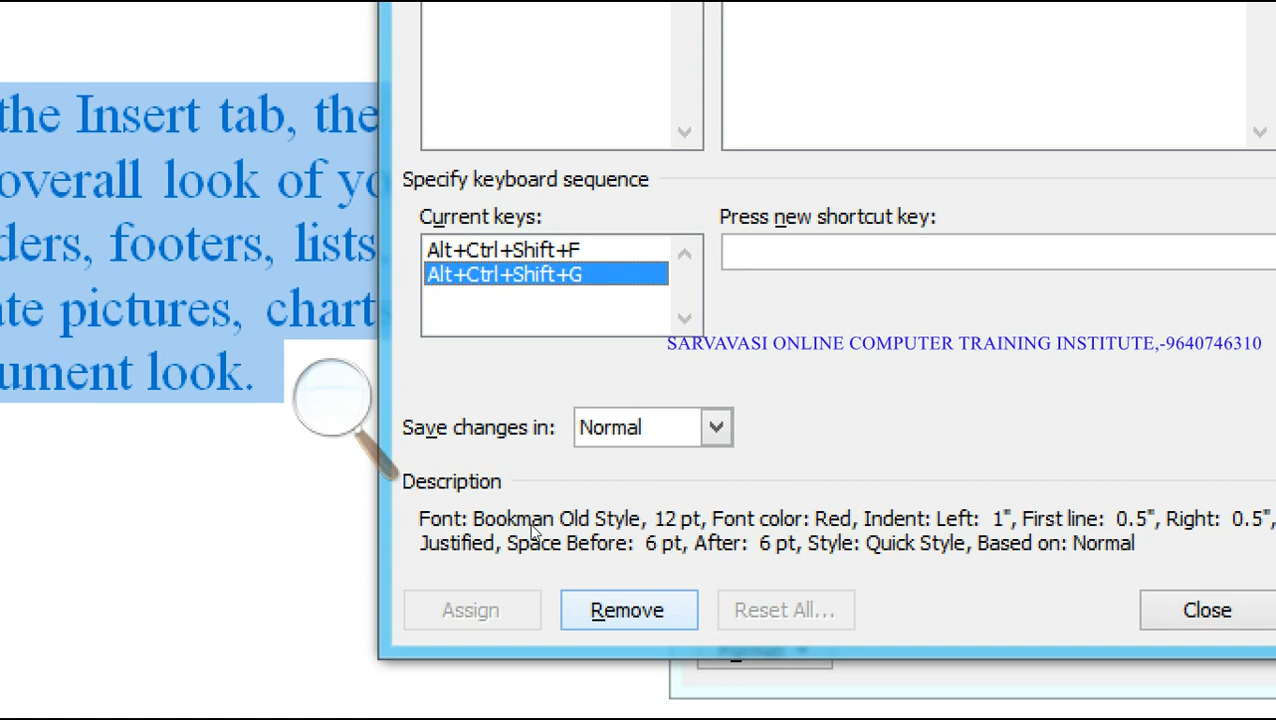 the Insert tab, the
overall look of yo
ders, footers, lists,
ate pictures, charts
ument look.
Specify keyboard sequence
Current keys:
Press new shortcut key:
Alt+Ctrl+Shift+F
Alt+Ctrl+Shift+G
SARVAVASI ONLINE COMPUTER TRAINING INSTITUTE,-9640746310
Save changes in:
Normal
Description
Font: Bookman Old Style, 12 pt, Font color: Red, Indent: Left: 1", First line: 0.5", Right: 0.5",
Justified, Space Before: 6 pt, After: 6 pt, Style: Quick Style, Based on: Normal
Assign
Remove
Reset All...
Close